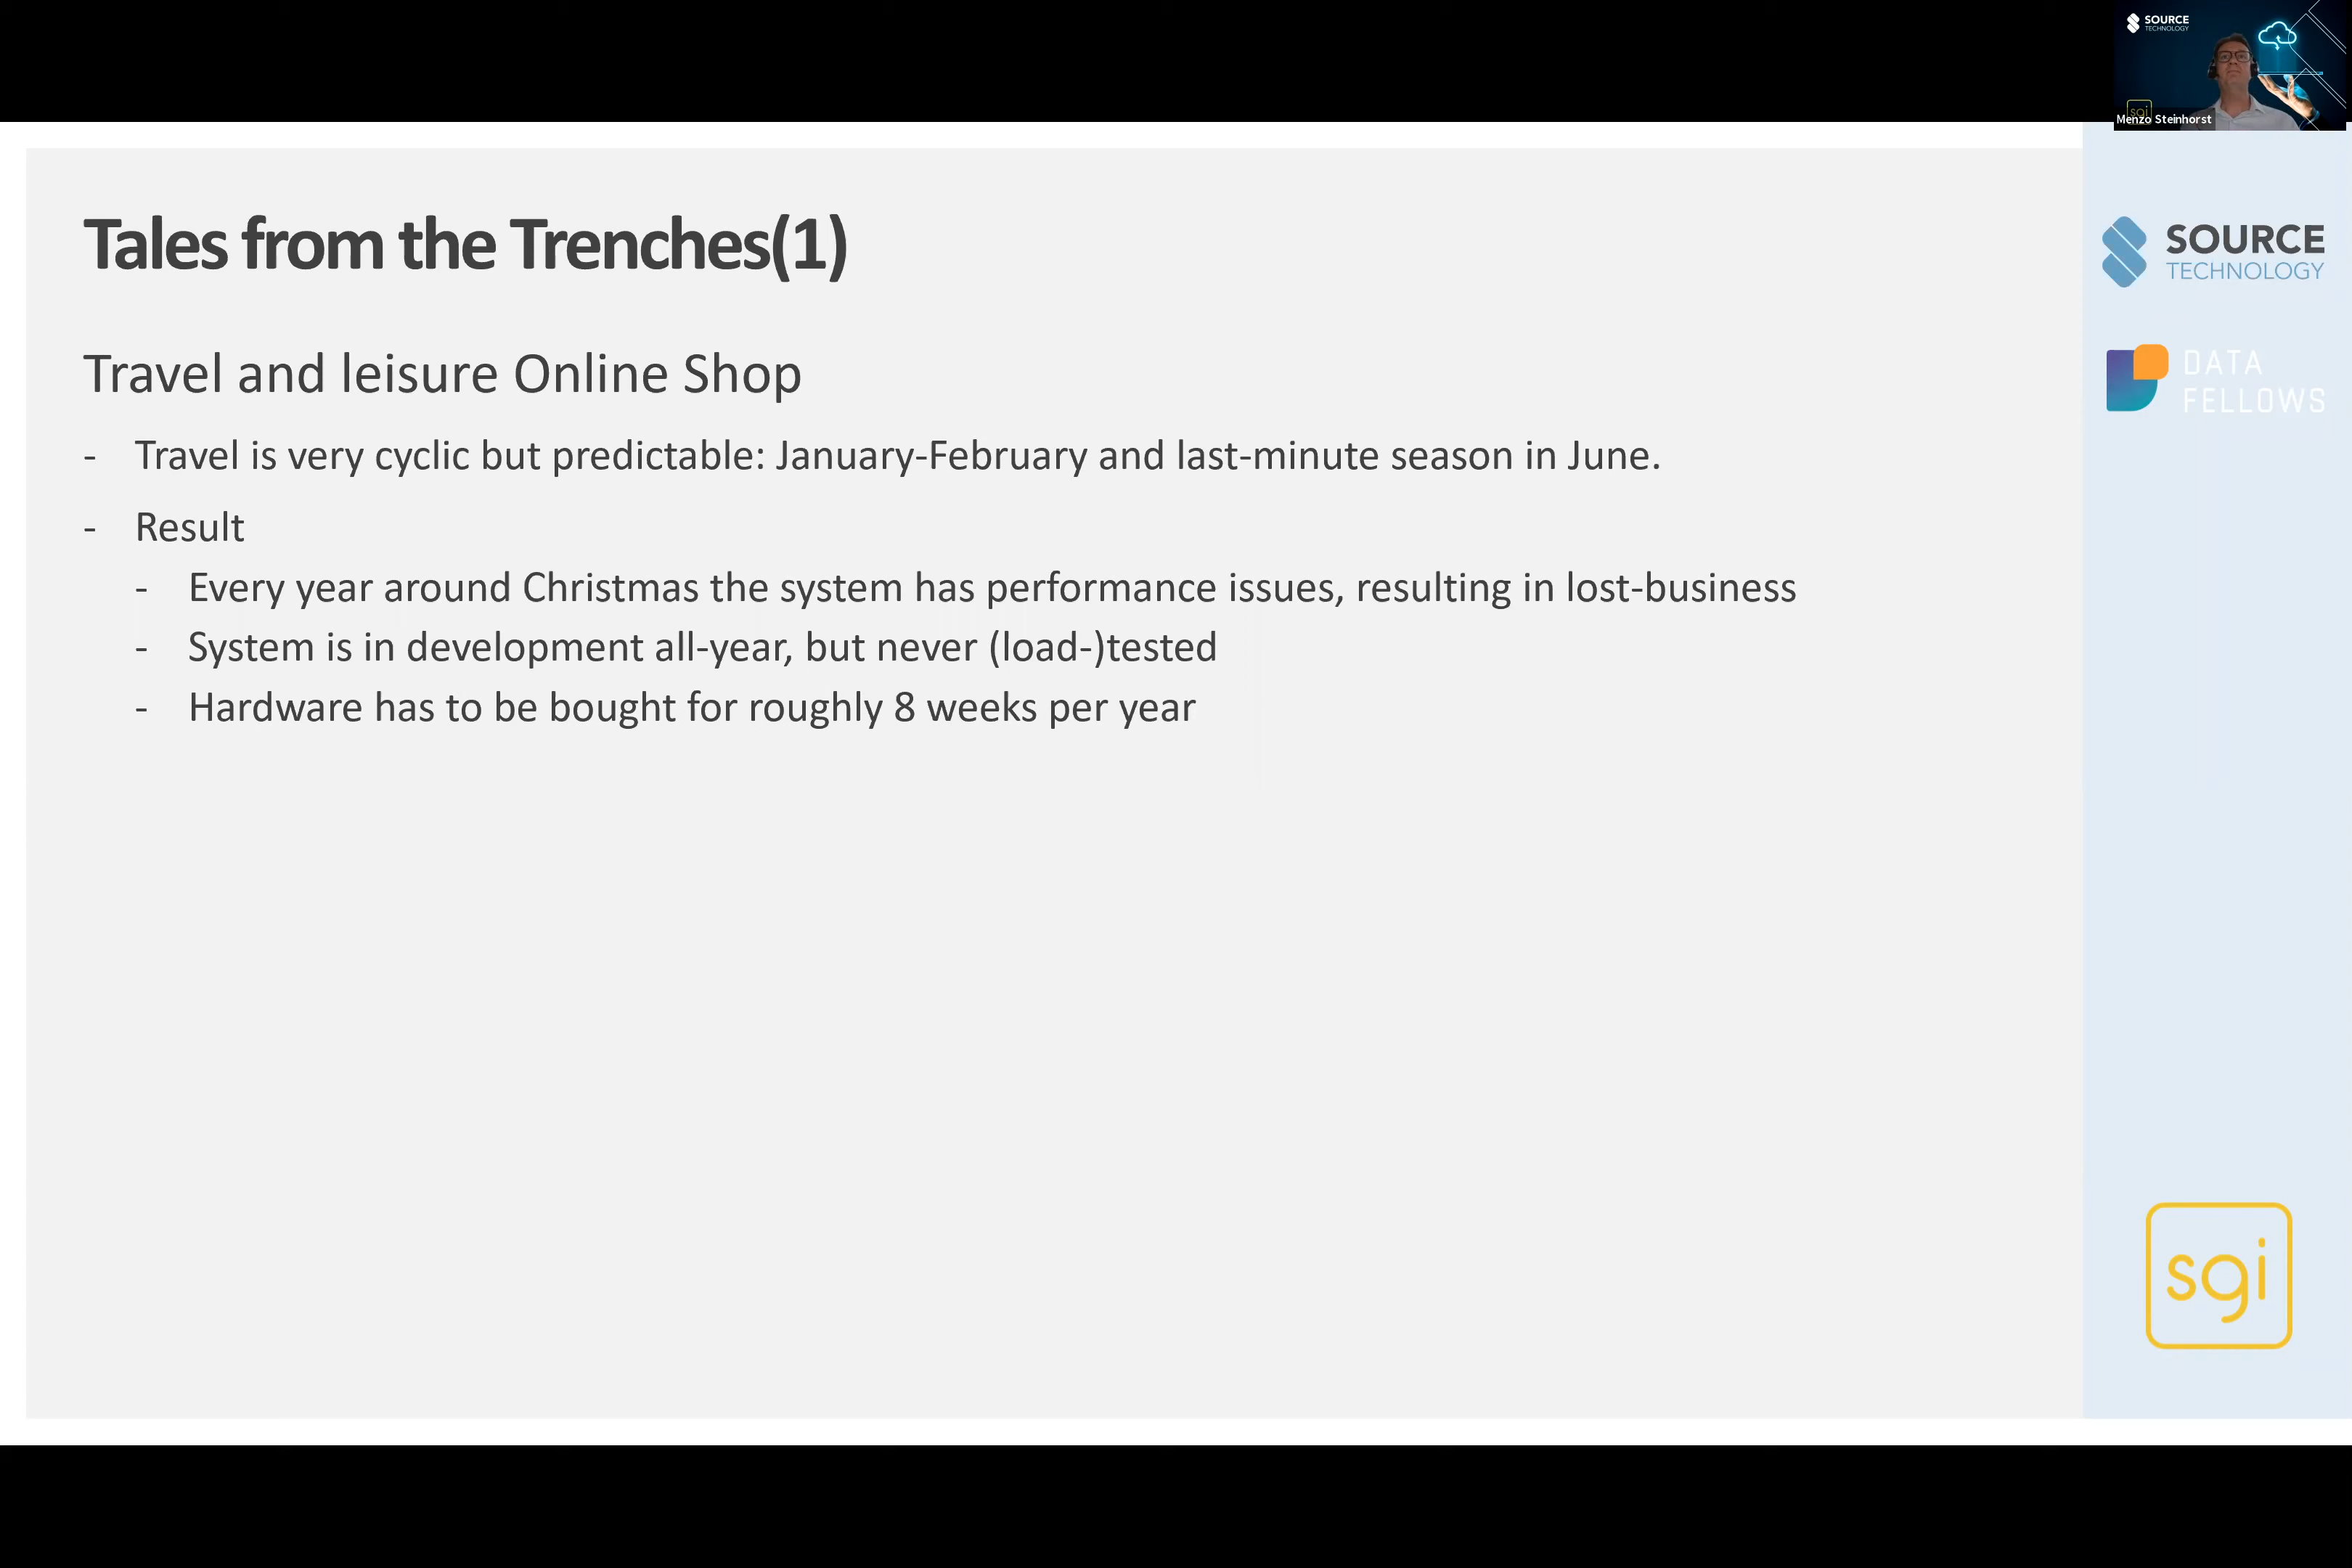 SOURCE
TECHNOLOGY
sgi
Menzo Steinhorst
Tales from the Trenches(1)
Travel and leisure Online Shop
- Travel is very cyclic but predictable: January-February and last-minute season in June.
- Result
- Every year around Christmas the system has performance issues, resulting in lost-business
- System is in development all-year, but never (load-)tested
- Hardware has to be bought for roughly 8 weeks per year
SOURCE
TECHNOLOGY
DATA
FELLOWS
sgi